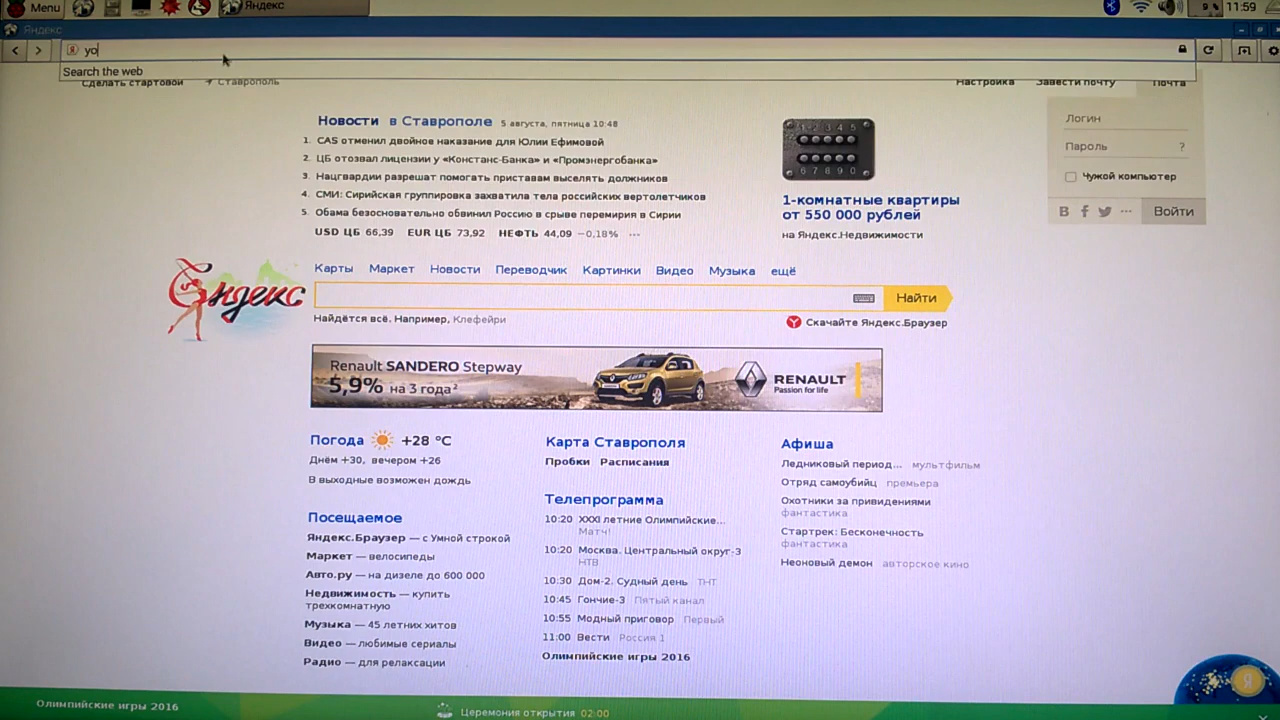 Menu
Яндекс
11:59
Яндекс
yo
Search the web
Сделать стартовой Ставрополь
Настройка Завести почту Почта
Новости в Ставрополе 5 августа, пятница 10:48
1. CAS отменил двойное наказание для Юлии Ефимовой
2. ЦБ отозвал лицензии у «Констанс-Банка» и «Промэнергобанка»
3. Нацгвардии разрешат помогать приставам выселять должников
4. СМИ: Сирийская группировка захватила тела российских вертолетчиков
5. Обама безосновательно обвинил Россию в срыве перемирия в Сирии
USD ЦБ 66,39 EUR ЦБ 73,92 НЕФТЬ 44,09 −0,18% ···
1 2 3 4 5
6 7 8 9 0
1-комнатные квартиры
от 550 000 рублей
на Яндекс.Недвижимости
Логин
Пароль ?
Чужой компьютер
В f ··· Войти
Карты Маркет Новости Переводчик Картинки Видео Музыка ещё
Яндекс
Найти
Найдётся всё. Например, Клефейри
Скачайте Яндекс.Браузер
Renault SANDERO Stepway
5,9% на 3 года²
RENAULT
Passion for life
Погода +28 °C
Днём +30, вечером +26
В выходные возможен дождь
Посещаемое
Яндекс.Браузер — с Умной строкой
Маркет — велосипеды
Авто.ру — на дизеле до 600 000
Недвижимость — купить
трехкомнатную
Музыка — 45 летних хитов
Видео — любимые сериалы
Радио — для релаксации
Карта Ставрополя
Пробки Расписания
Телепрограмма
10:20 XXXI летние Олимпийские...
Матч!
10:20 Москва. Центральный округ-3
НТВ
10:30 Дом-2. Судный день ТНТ
10:45 Гончие-3 Пятый канал
10:55 Модный приговор Первый
11:00 Вести Россия 1
Олимпийские игры 2016
Афиша
Ледниковый период... мультфильм
Отряд самоубийц премьера
Охотники за привидениями
фантастика
Стартрек: Бесконечность
фантастика
Неоновый демон авторское кино
Олимпийские игры 2016
Церемония открытия 02:00